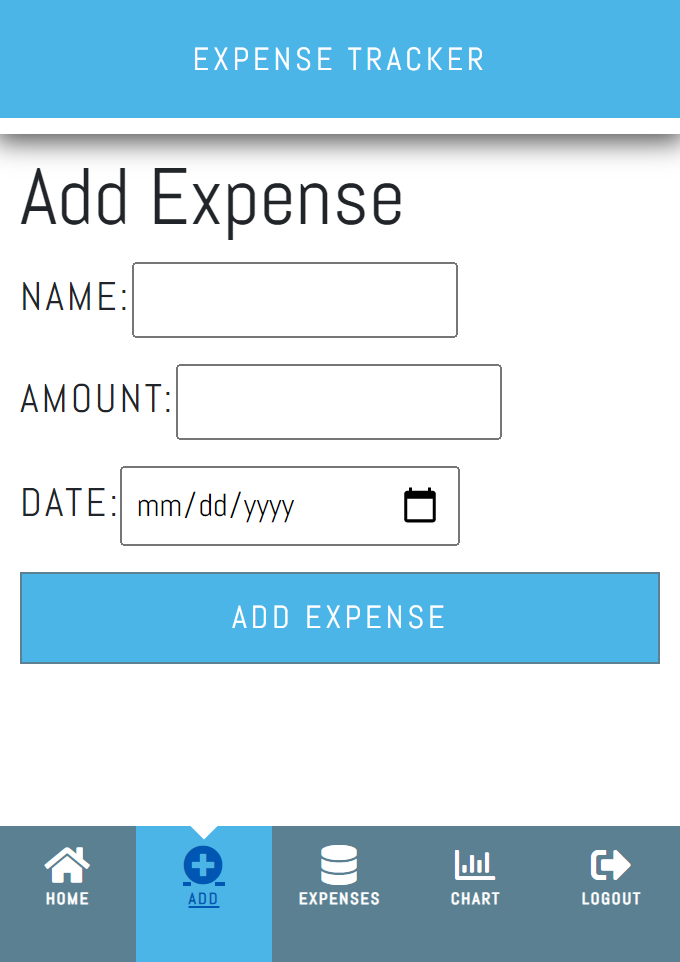 EXPENSE TRACKER
Add Expense
NAME:
AMOUNT:
DATE: mm/dd/yyyy
ADD EXPENSE
HOME ADD EXPENSES CHART LOGOUT